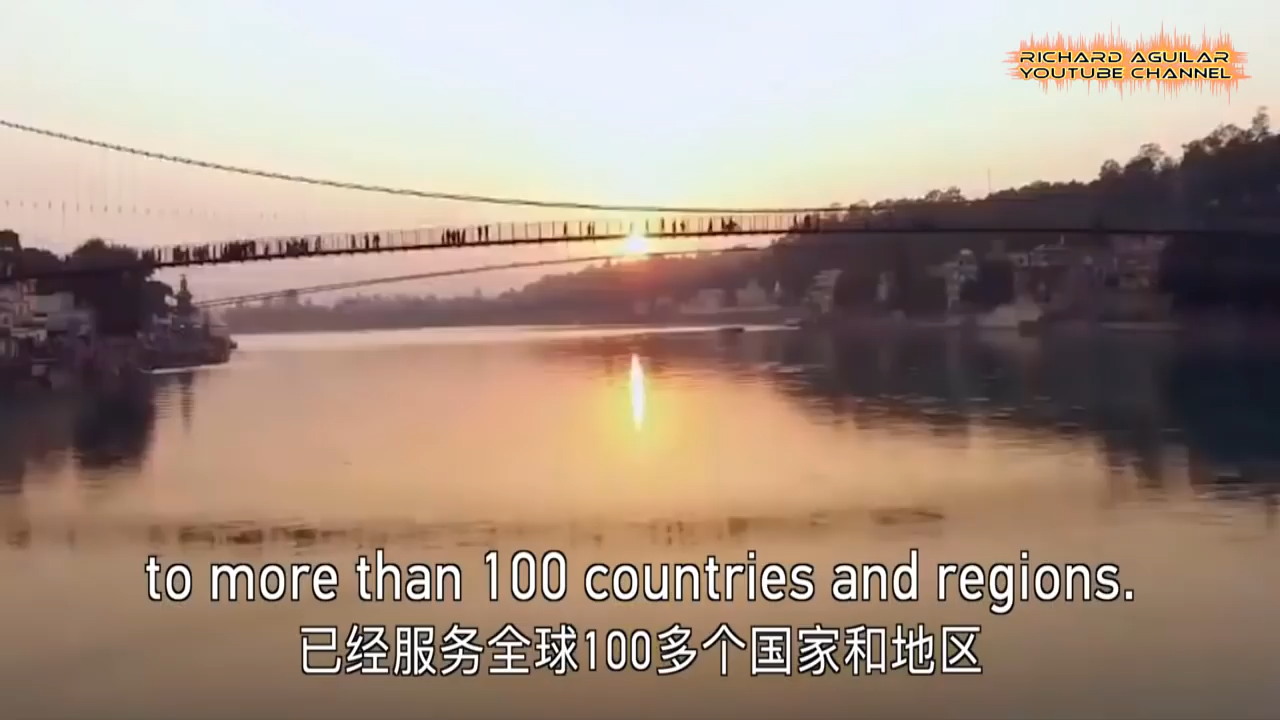 RICHARD AGUILAR
YOUTUBE CHANNEL
to more than 100 countries and regions.
已经服务全球100多个国家和地区